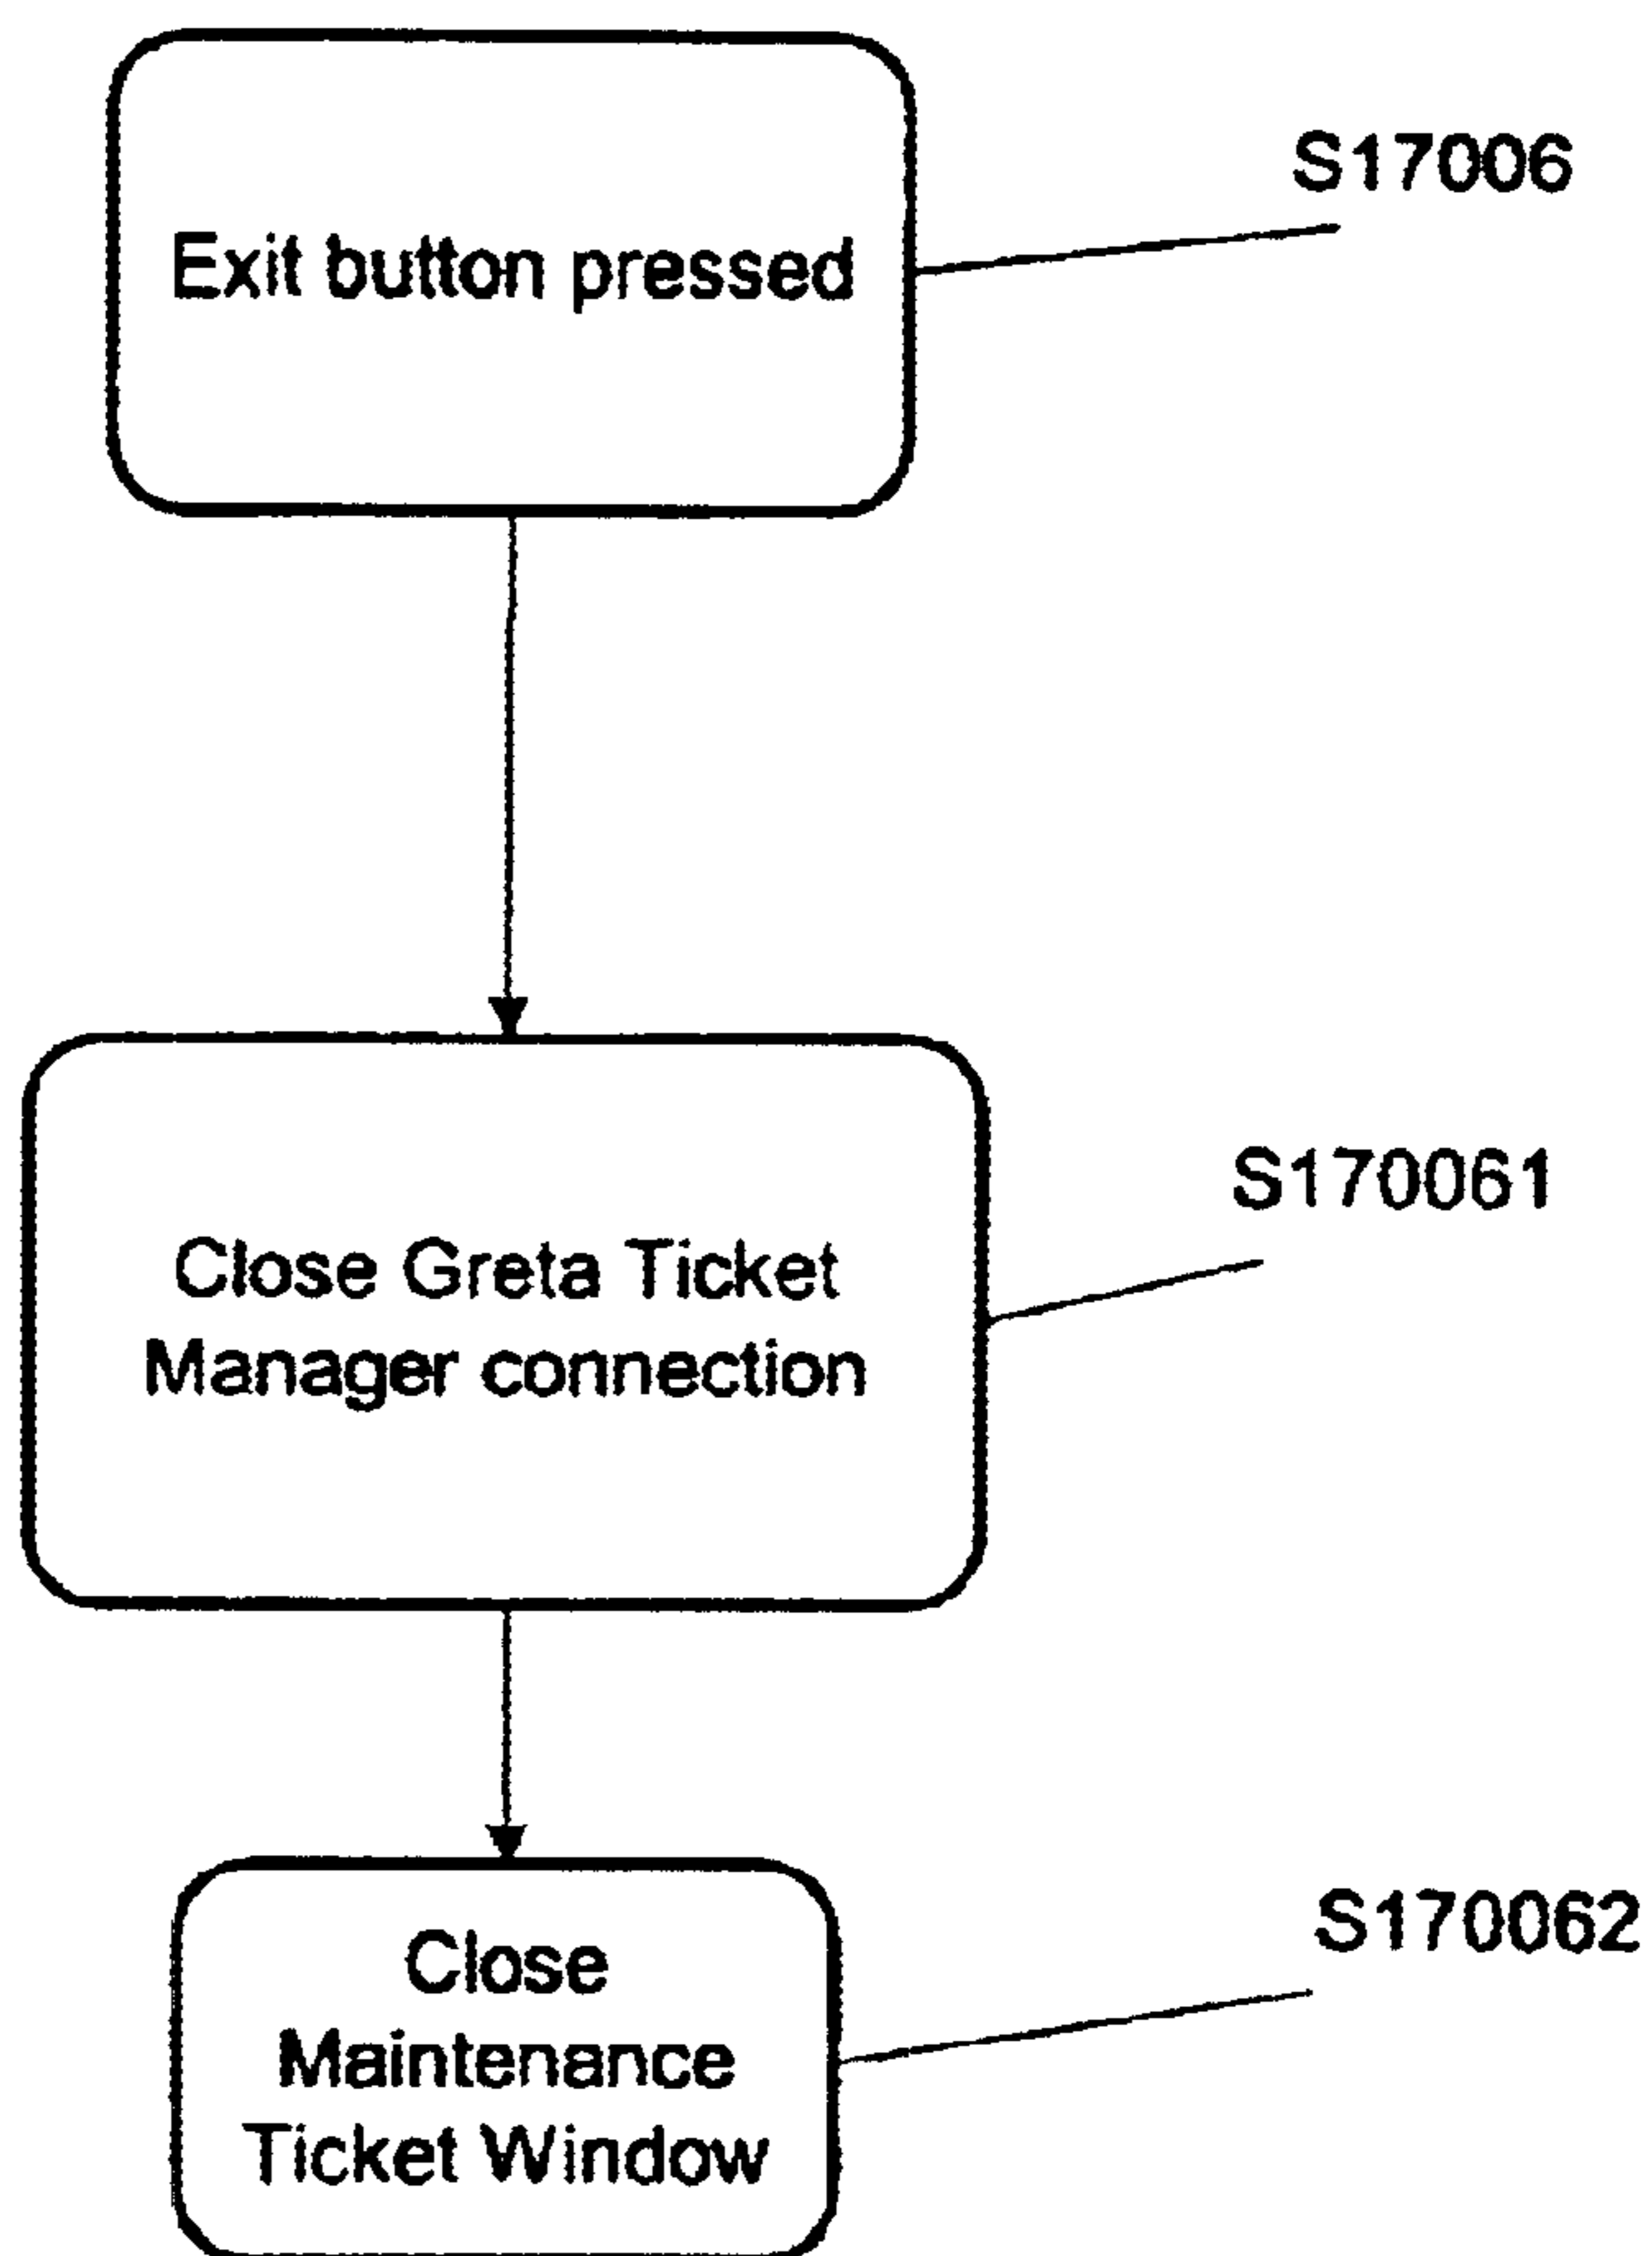 S17006
Exit button pressed
S170061
Close Greta Ticket
Manager connection
S170062
Close
Maintenance
Ticket Window